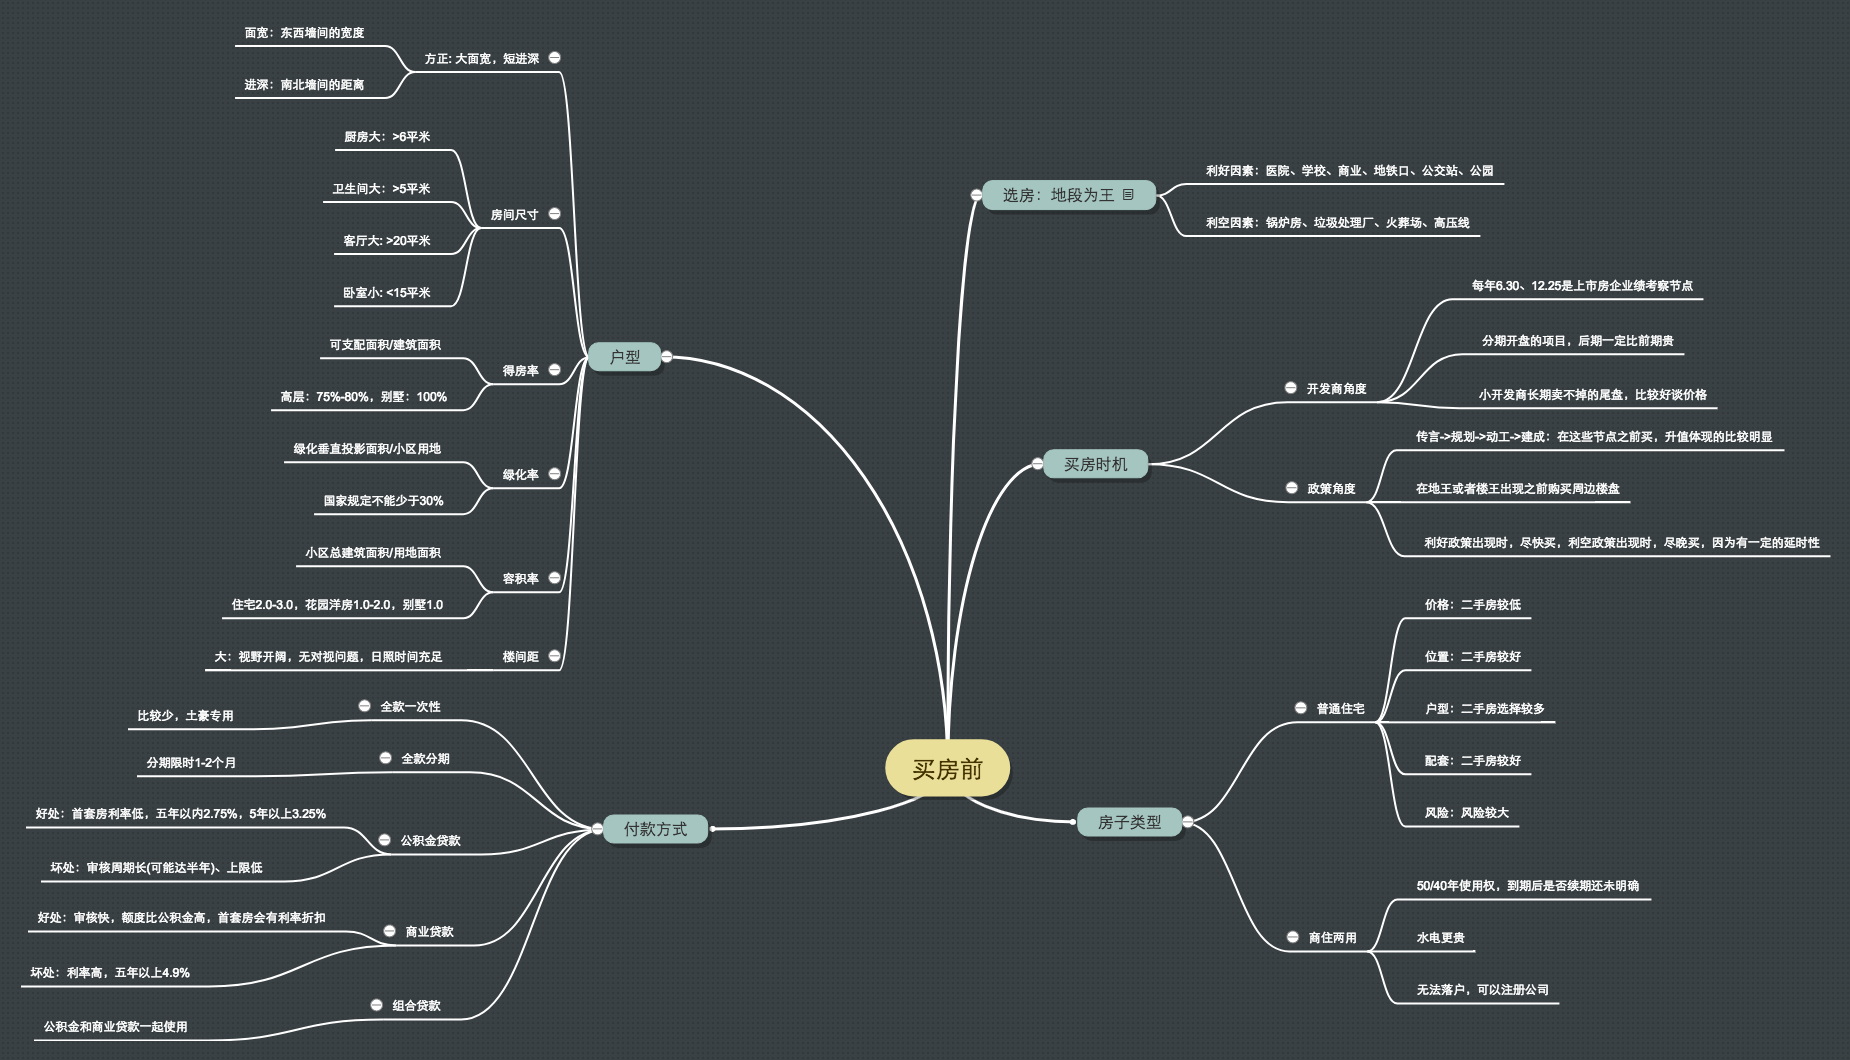 买房前
选房：地段为王
利好因素：医院、学校、商业、地铁口、公交站、公园
利空因素：锅炉房、垃圾处理厂、火葬场、高压线
买房时机
开发商角度
每年6.30、12.25是上市房企业绩考察节点
分期开盘的项目，后期一定比前期贵
小开发商长期卖不掉的尾盘，比较好谈价格
政策角度
传言->规划->动工->建成：在这些节点之前买，升值体现的比较明显
在地王或者楼王出现之前购买周边楼盘
利好政策出现时，尽快买，利空政策出现时，尽晚买，因为有一定的延时性
房子类型
普通住宅
价格：二手房较低
位置：二手房较好
户型：二手房选择较多
配套：二手房较好
风险：风险较大
商住两用
50/40年使用权，到期后是否续期还未明确
水电更贵
无法落户，可以注册公司
户型
方正: 大面宽，短进深
面宽：东西墙间的宽度
进深：南北墙间的距离
房间尺寸
厨房大：>6平米
卫生间大：>5平米
客厅大: >20平米
卧室小: <15平米
得房率
可支配面积/建筑面积
高层：75%-80%，别墅：100%
绿化率
绿化垂直投影面积/小区用地
国家规定不能少于30%
容积率
小区总建筑面积/用地面积
住宅2.0-3.0，花园洋房1.0-2.0，别墅1.0
楼间距
大：视野开阔，无对视问题，日照时间充足
付款方式
全款一次性
比较少，土豪专用
全款分期
分期限时1-2个月
公积金贷款
好处：首套房利率低，五年以内2.75%，5年以上3.25%
坏处：审核周期长(可能达半年)、上限低
商业贷款
好处：审核快，额度比公积金高，首套房会有利率折扣
坏处：利率高，五年以上4.9%
组合贷款
公积金和商业贷款一起使用